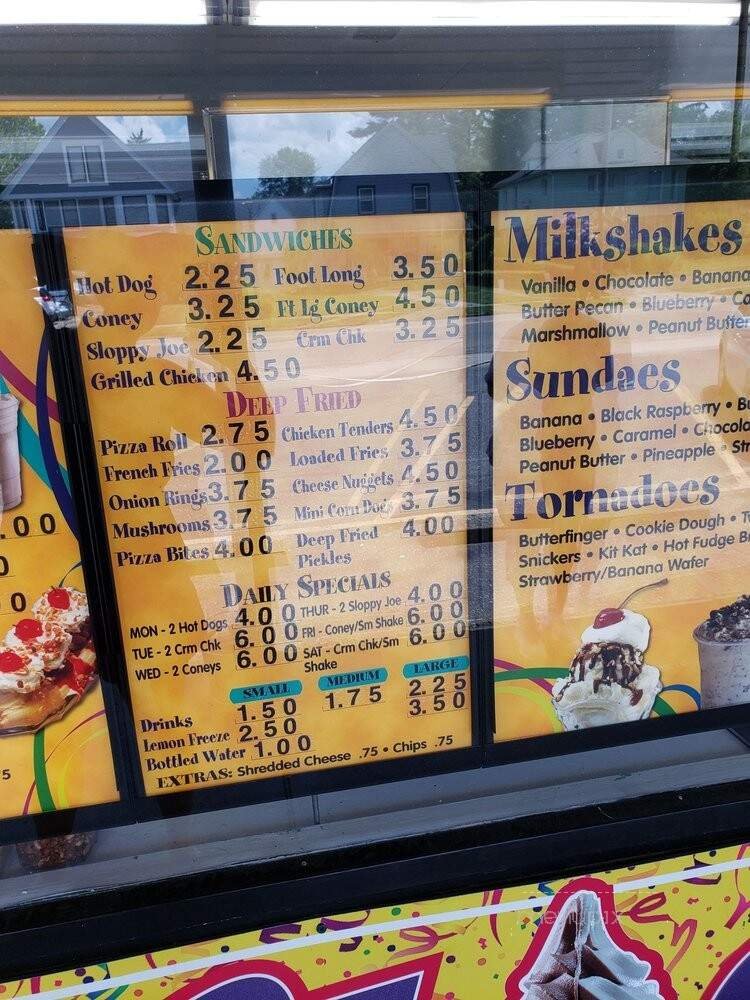 SANDWICHES
Hot Dog 2.25 Foot Long 3.50
Coney 3.25 Ft Lg Coney 4.50
Sloppy Joe 2.25 Crm Chk 3.25
Grilled Chicken 4.50
DEEP FRIED
Pizza Roll 2.75 Chicken Tenders 4.50
French Fries 2.00 Loaded Fries 3.75
Onion Rings 3.75 Cheese Nuggets 4.50
Mushrooms 3.75 Mini Corn Dogs 3.75
Pizza Bites 4.00 Deep Fried 4.00
Pickles
DAILY SPECIALS
MON - 2 Hot Dogs 4.00 THUR - 2 Sloppy Joe 4.00
TUE - 2 Crm Chk 6.00 FRI - Coney/Sm Shake 6.00
WED - 2 Coneys 6.00 SAT - Crm Chk/Sm 6.00
Shake
SMALL MEDIUM LARGE
Drinks 1.50 1.75 2.25
Lemon Freeze 2.50 3.50
Bottled Water 1.00
EXTRAS: Shredded Cheese .75 • Chips .75
Milkshakes
Vanilla • Chocolate • Banana
Butter Pecan • Blueberry •
Marshmallow • Peanut Butter
Sundaes
Banana • Black Raspberry •
Blueberry • Caramel •
Peanut Butter • Pineapple •
Tornadoes
Butterfinger • Cookie Dough •
Snickers • Kit Kat • Hot Fudge
Strawberry/Banana Wafer
.00
0
0
5